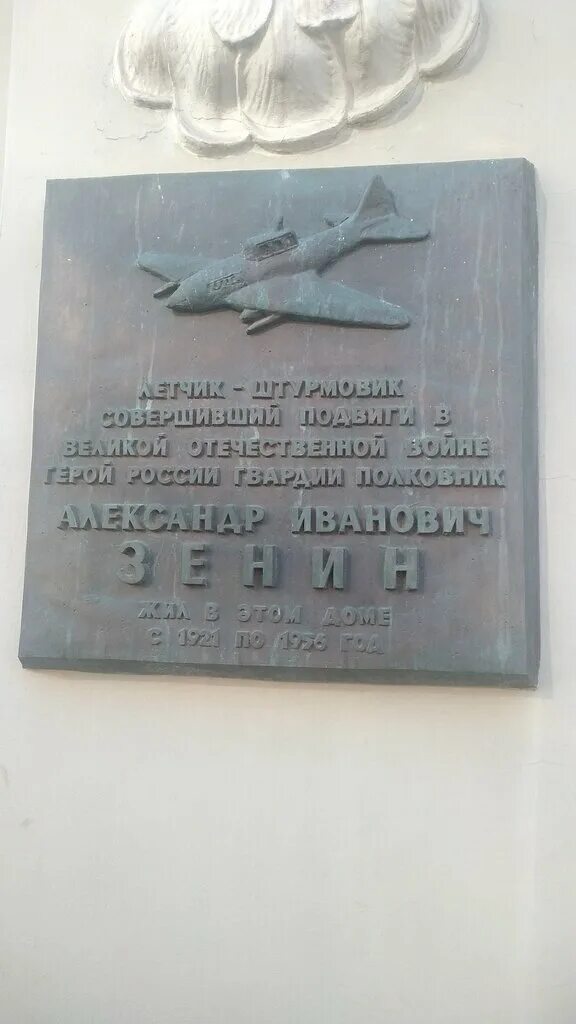 ЛЕТЧИК - ШТУРМОВИК
СОВЕРШИВШИЙ ПОДВИГИ В
ВЕЛИКОЙ ОТЕЧЕСТВЕННОЙ ВОЙНЕ
ГЕРОЙ РОССИИ ГВАРДИИ ПОЛКОВНИК
АЛЕКСАНДР ИВАНОВИЧ
ЗЕНИН
ЖИЛ В ЭТОМ ДОМЕ
С 1921 ПО 1956 ГОД